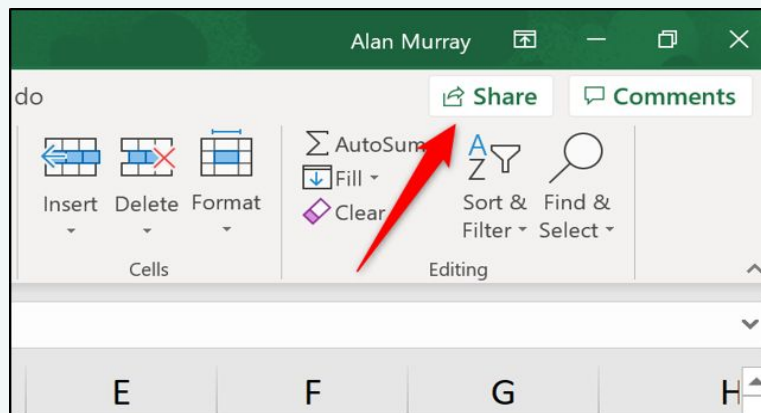 Alan Murray
do
Share
Comments
AutoSum
Fill
Clear
Insert
Delete
Format
A
Z
Sort &
Filter
Find &
Select
Cells
Editing
E
F
G
H